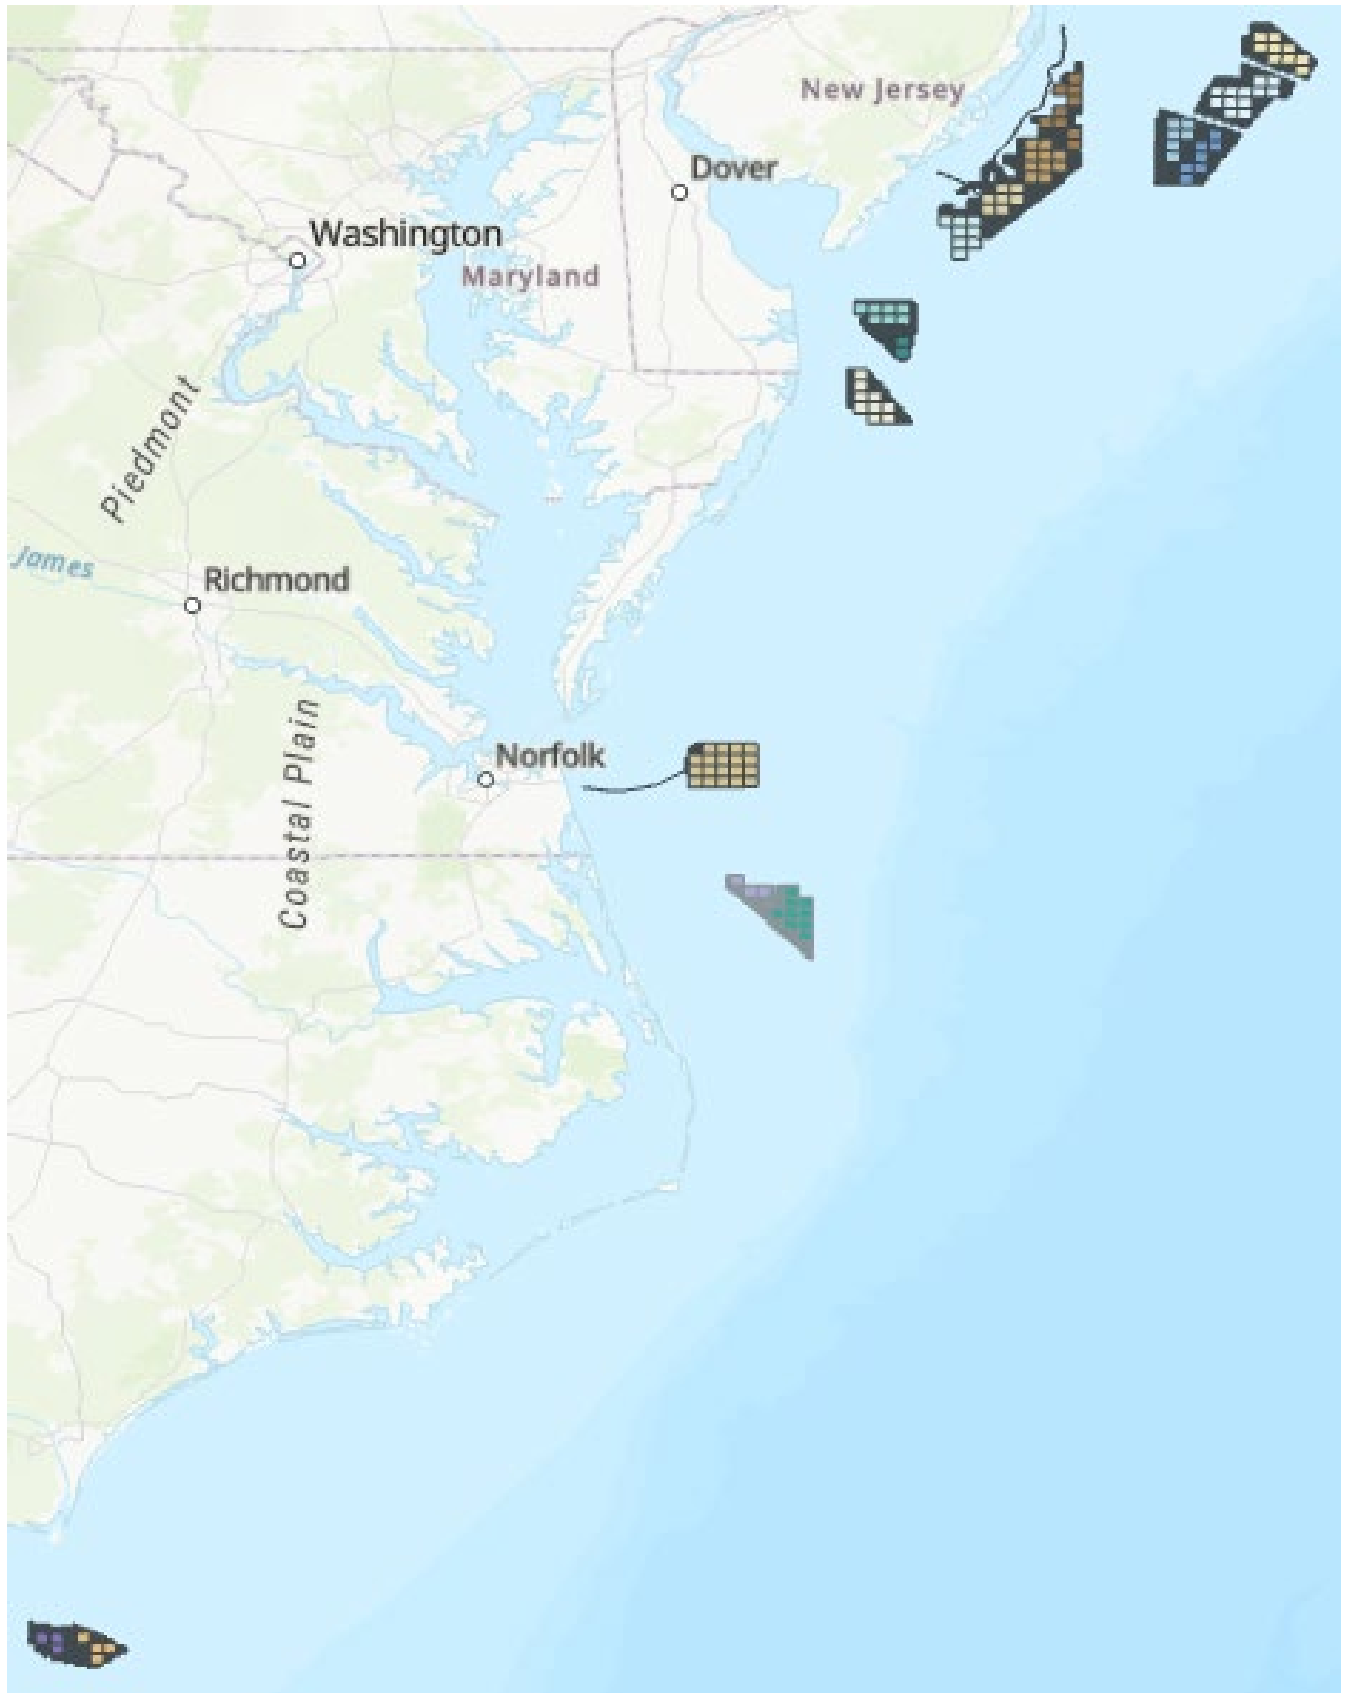 New Jersey
Dover
Washington
Maryland
Piedmont
James
Richmond
Coastal Plain
Norfolk